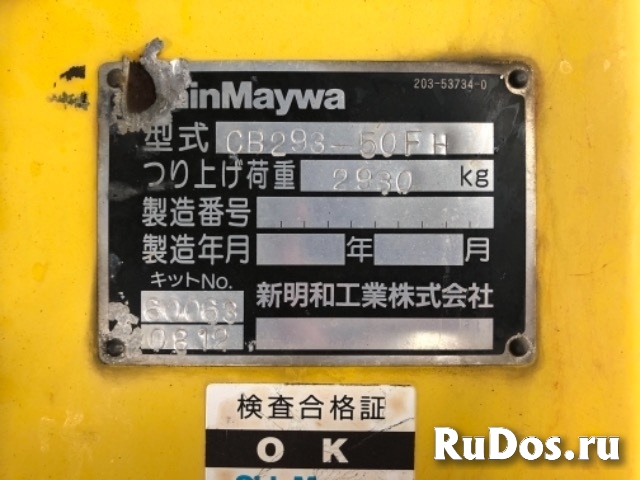 inMaywa
203-53734-0
型式 CB293-50FH
つり上げ荷重 2930 kg
製造番号
製造年月 年 月
キットNo. 新明和工業株式会社
60063
0812
検査合格証
OK
RuDos.ru